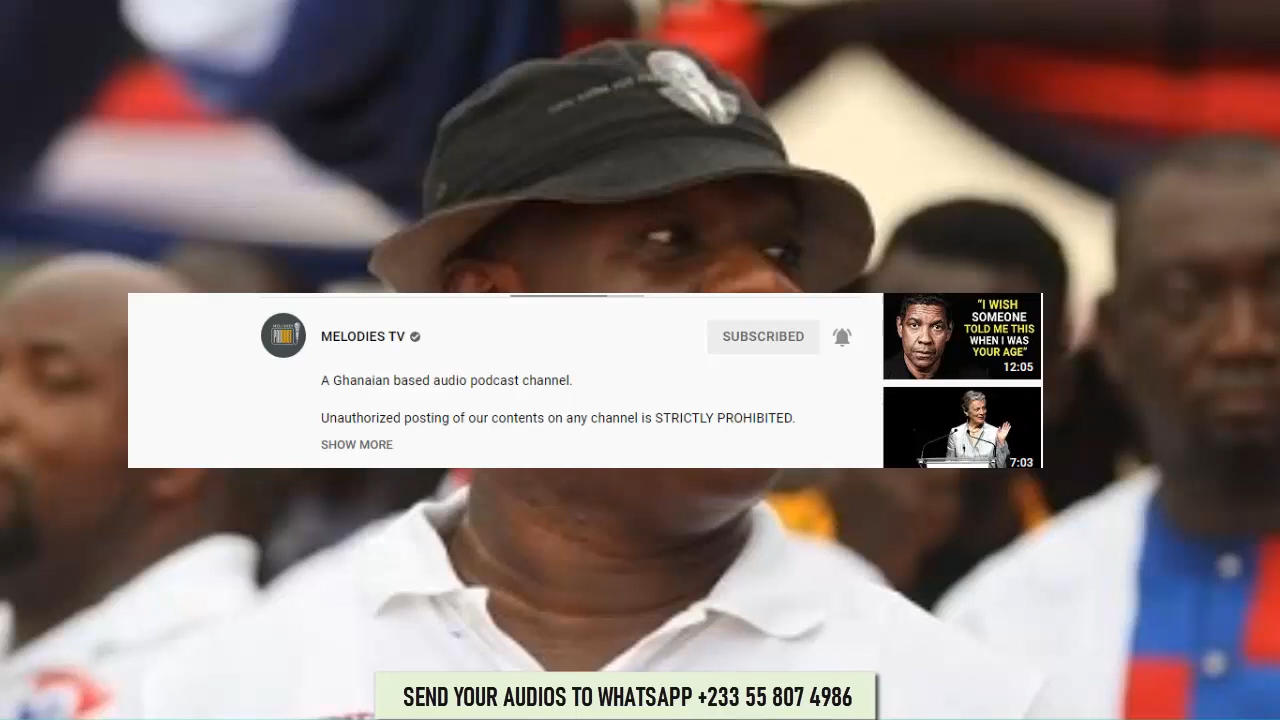 MELODIES TV
SUBSCRIBED
A Ghanaian based audio podcast channel.
Unauthorized posting of our contents on any channel is STRICTLY PROHIBITED.
SHOW MORE
“I WISH
SOMEONE
TOLD ME THIS
WHEN I WAS
YOUR AGE”
12:05
7:03
SEND YOUR AUDIOS TO WHATSAPP +233 55 807 4986